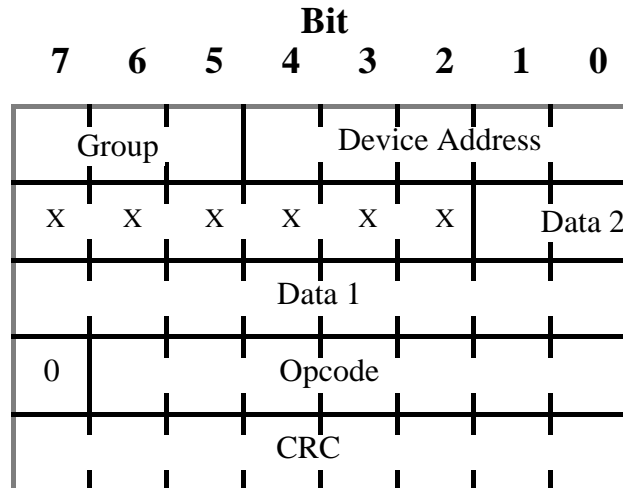 Bit
7 6 5 4 3 2 1 0
Group Device Address
X X X X X X Data 2
Data 1
0 Opcode
CRC